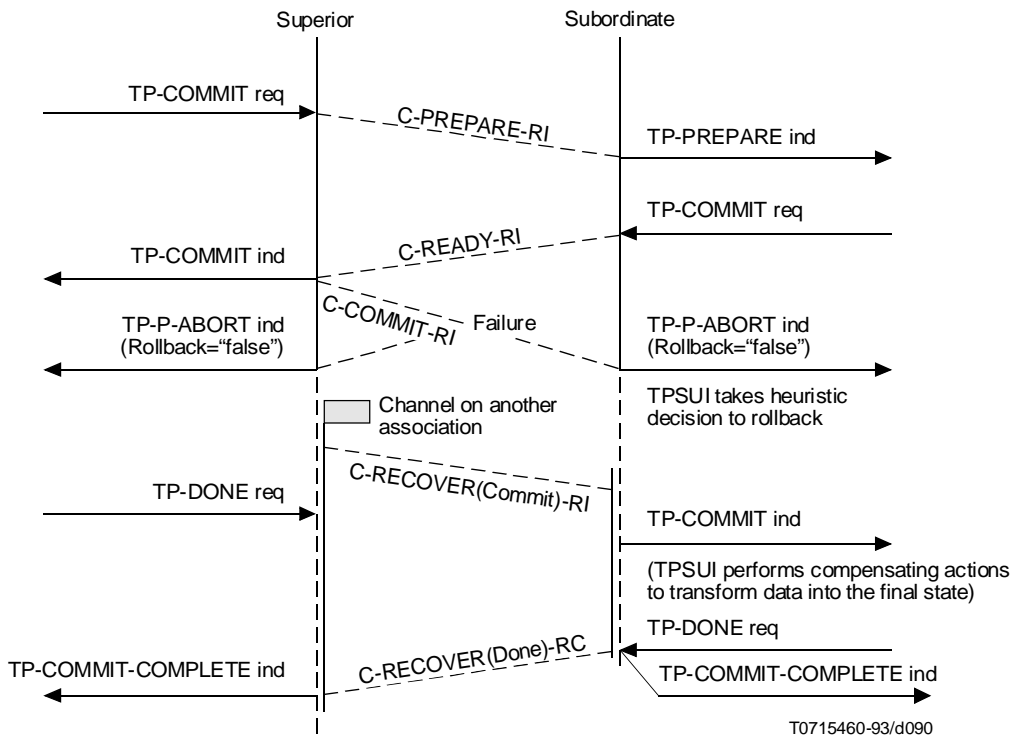 Superior
Subordinate
TP-COMMIT req
C-PREPARE-RI
TP-PREPARE ind
TP-COMMIT req
C-READY-RI
TP-COMMIT ind
C-COMMIT-RI
Failure
TP-P-ABORT ind
(Rollback=“false”)
TP-P-ABORT ind
(Rollback=“false”)
TPSUI takes heuristic
decision to rollback
Channel on another
association
C-RECOVER(Commit)-RI
TP-DONE req
TP-COMMIT ind
(TPSUI performs compensating actions
to transform data into the final state)
TP-DONE req
C-RECOVER(Done)-RC
TP-COMMIT-COMPLETE ind
TP-COMMIT-COMPLETE ind
T0715460-93/d090